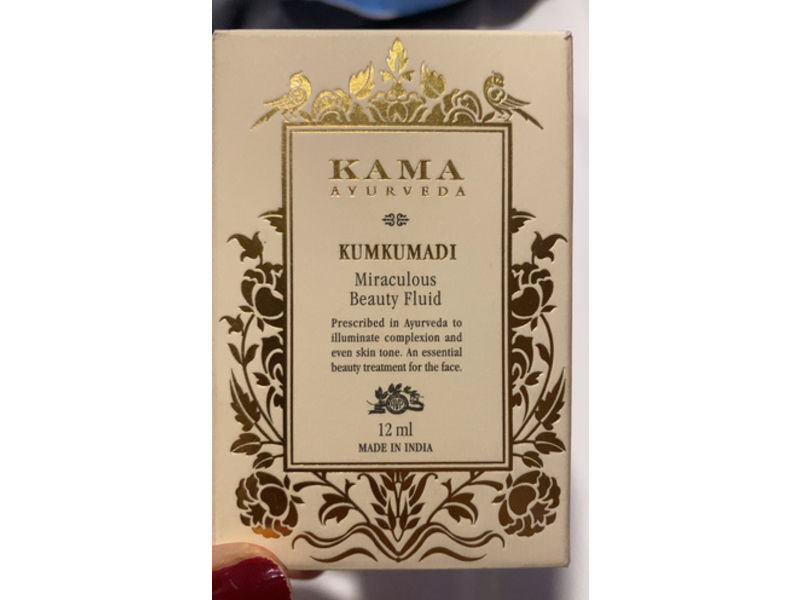 KAMA
AYURVEDA
KUMKUMADI
Miraculous
Beauty Fluid
Prescribed in Ayurveda to
illuminate complexion and
even skin tone. An essential
beauty treatment for the face.
12 ml
MADE IN INDIA